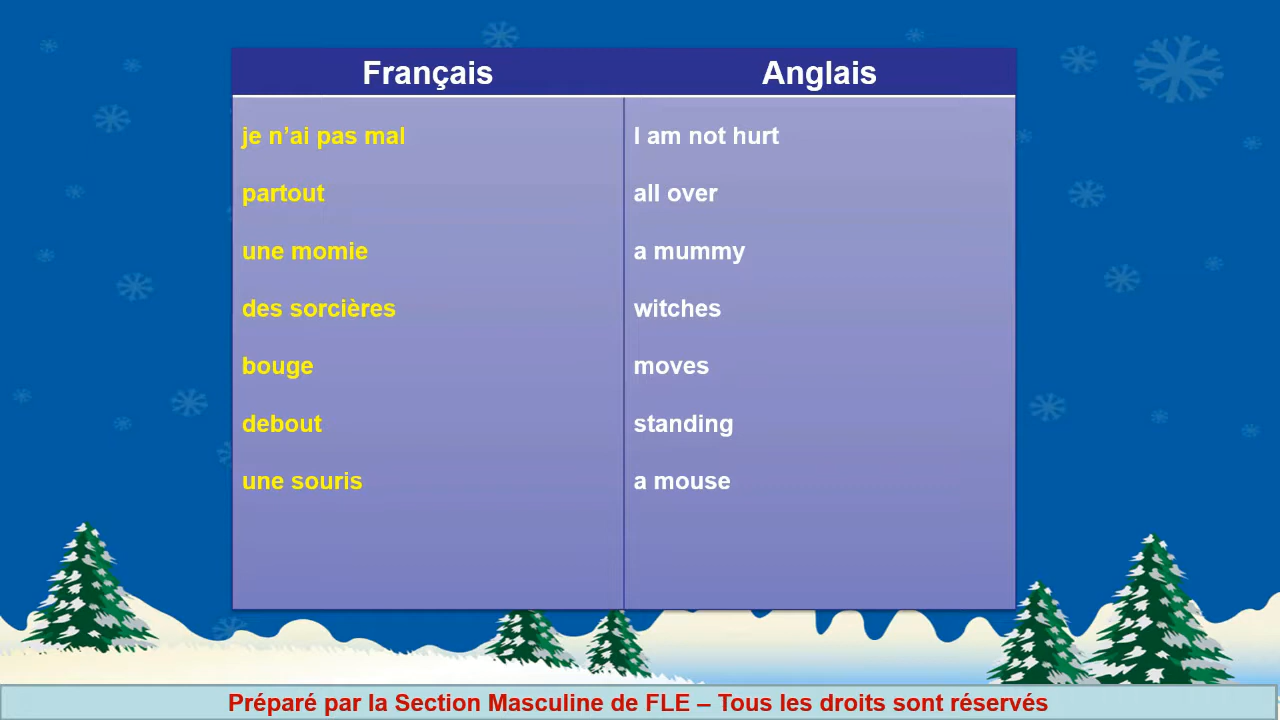 Français Anglais
je n’ai pas mal I am not hurt
partout all over
une momie a mummy
des sorcières witches
bouge moves
debout standing
une souris a mouse
Préparé par la Section Masculine de FLE – Tous les droits sont réservés